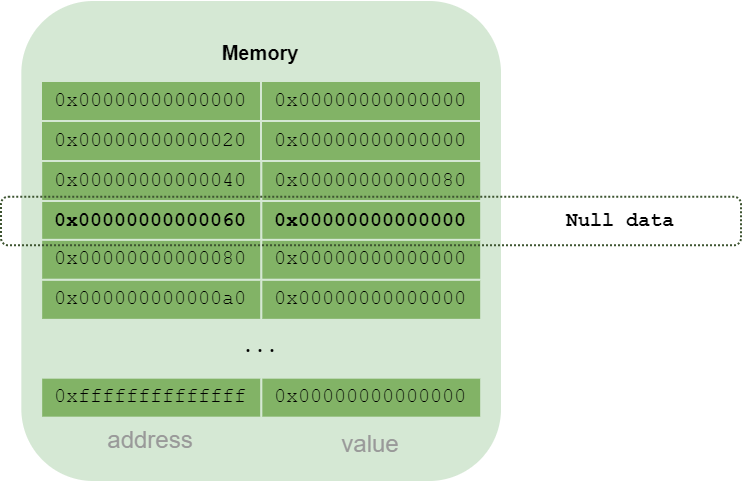 Memory
0x00000000000000 0x00000000000000
0x00000000000020 0x00000000000000
0x00000000000040 0x00000000000080
0x00000000000060 0x00000000000000 Null data
0x00000000000080 0x00000000000000
0x000000000000a0 0x00000000000000
...
0xffffffffffffff 0x00000000000000
address value